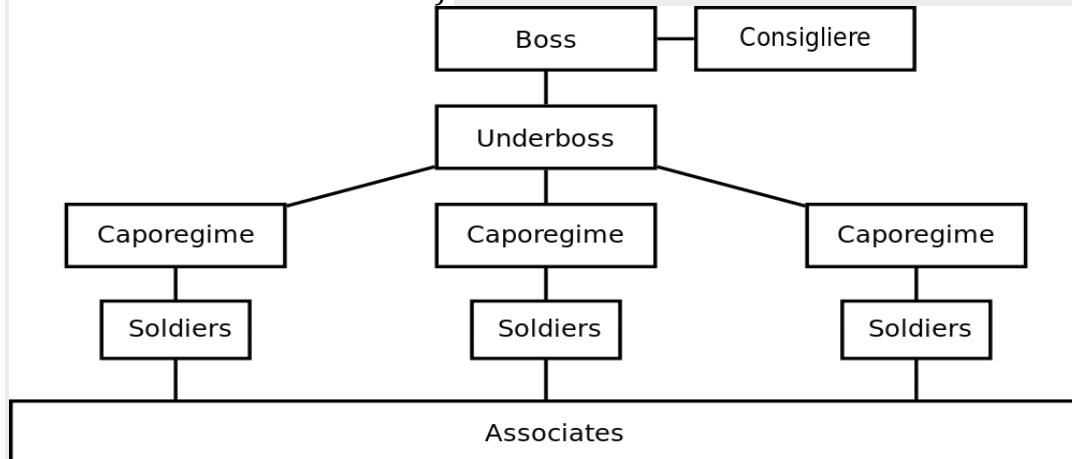 Boss
Consigliere
Underboss
Caporegime
Caporegime
Caporegime
Soldiers
Soldiers
Soldiers
Associates